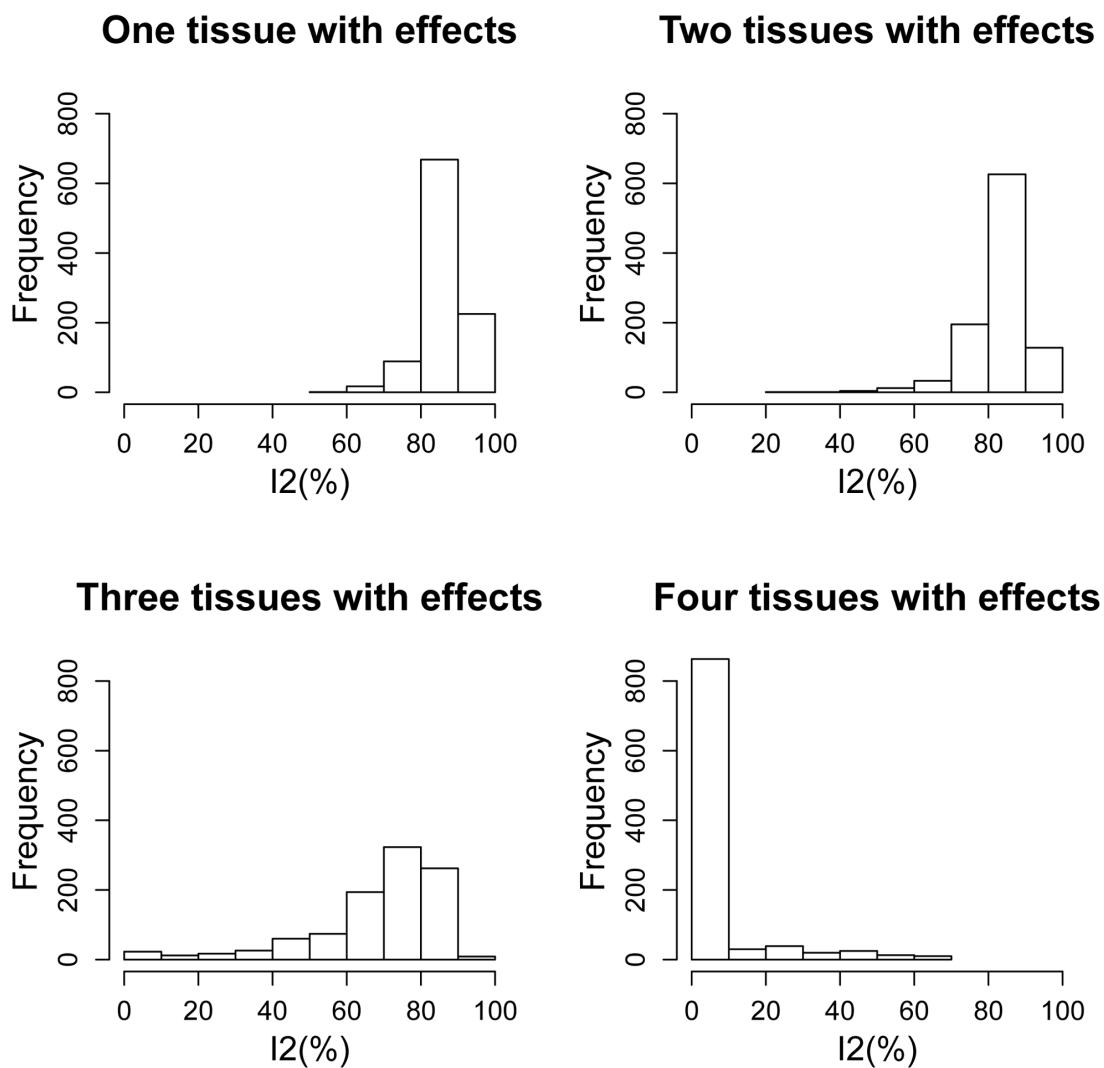 One tissue with effects
Frequency
0 200 400 600 800
0 20 40 60 80 100
I2(%)
Two tissues with effects
Frequency
0 200 400 600 800
0 20 40 60 80 100
I2(%)
Three tissues with effects
Frequency
0 200 400 600 800
0 20 40 60 80 100
I2(%)
Four tissues with effects
Frequency
0 200 400 600 800
0 20 40 60 80 100
I2(%)